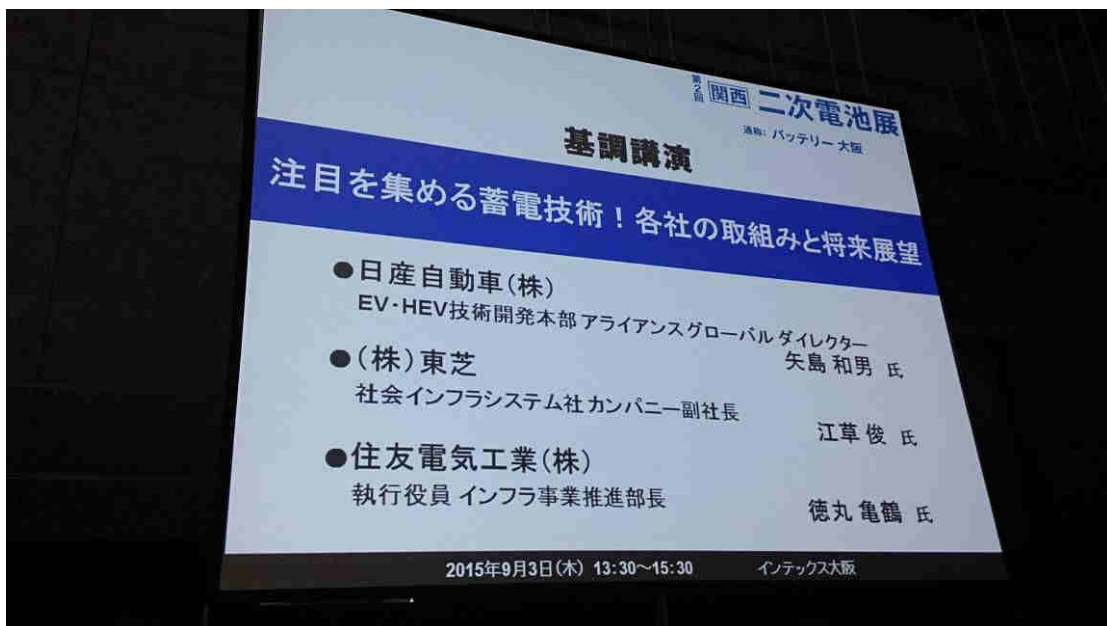 第2回 [関西] 二次電池展
通称: バッテリー 大阪
基調講演
注目を集める蓄電技術！各社の取組みと将来展望
●日産自動車(株)
EV・HEV技術開発本部 アライアンス グローバル ダイレクター
矢島 和男 氏
●(株)東芝
社会インフラシステム社 カンパニー副社長
江草 俊 氏
●住友電気工業(株)
執行役員 インフラ事業推進部長
徳丸 亀鶴 氏
2015年9月3日(木) 13:30～15:30 インテックス大阪